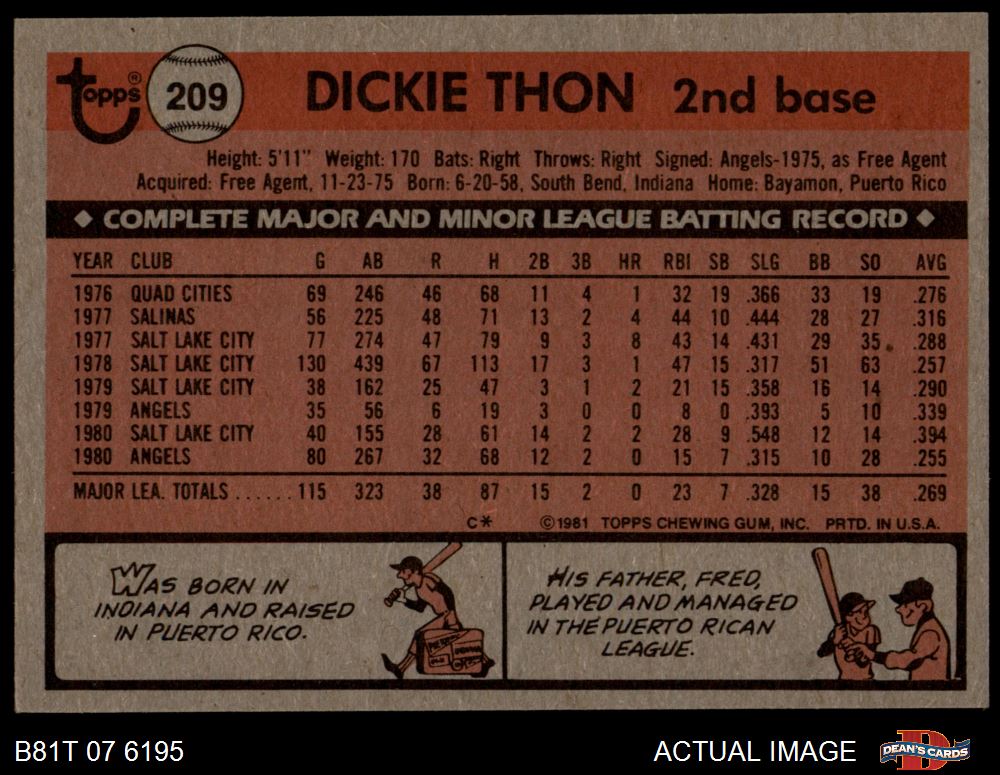 topps® 209 DICKIE THON 2nd base
Height: 5'11" Weight: 170 Bats: Right Throws: Right Signed: Angels-1975, as Free Agent
Acquired: Free Agent, 11-23-75 Born: 6-20-58, South Bend, Indiana Home: Bayamon, Puerto Rico
◆ COMPLETE MAJOR AND MINOR LEAGUE BATTING RECORD ◆
YEAR CLUB G AB R H 2B 3B HR RBI SB SLG BB SO AVG
1976 QUAD CITIES 69 246 46 68 11 4 1 32 19 .366 33 19 .276
1977 SALINAS 56 225 48 71 13 2 4 44 10 .444 28 27 .316
1977 SALT LAKE CITY 77 274 47 79 9 3 8 43 14 .431 29 35 .288
1978 SALT LAKE CITY 130 439 67 113 17 3 1 47 15 .317 51 63 .257
1979 SALT LAKE CITY 38 162 25 47 3 1 2 21 15 .358 16 14 .290
1979 ANGELS 35 56 6 19 3 0 0 8 0 .393 5 10 .339
1980 SALT LAKE CITY 40 155 28 61 14 2 2 28 9 .548 12 14 .394
1980 ANGELS 80 267 32 68 12 2 0 15 7 .315 10 28 .255
MAJOR LEA. TOTALS ...... 115 323 38 87 15 2 0 23 7 .328 15 38 .269
C* ©1981 TOPPS CHEWING GUM, INC. PRTD. IN U.S.A.
WAS BORN IN
INDIANA AND RAISED
IN PUERTO RICO.
HIS FATHER, FRED,
PLAYED AND MANAGED
IN THE PUERTO RICAN
LEAGUE.
B81T 07 6195 ACTUAL IMAGE DEAN'S CARDS